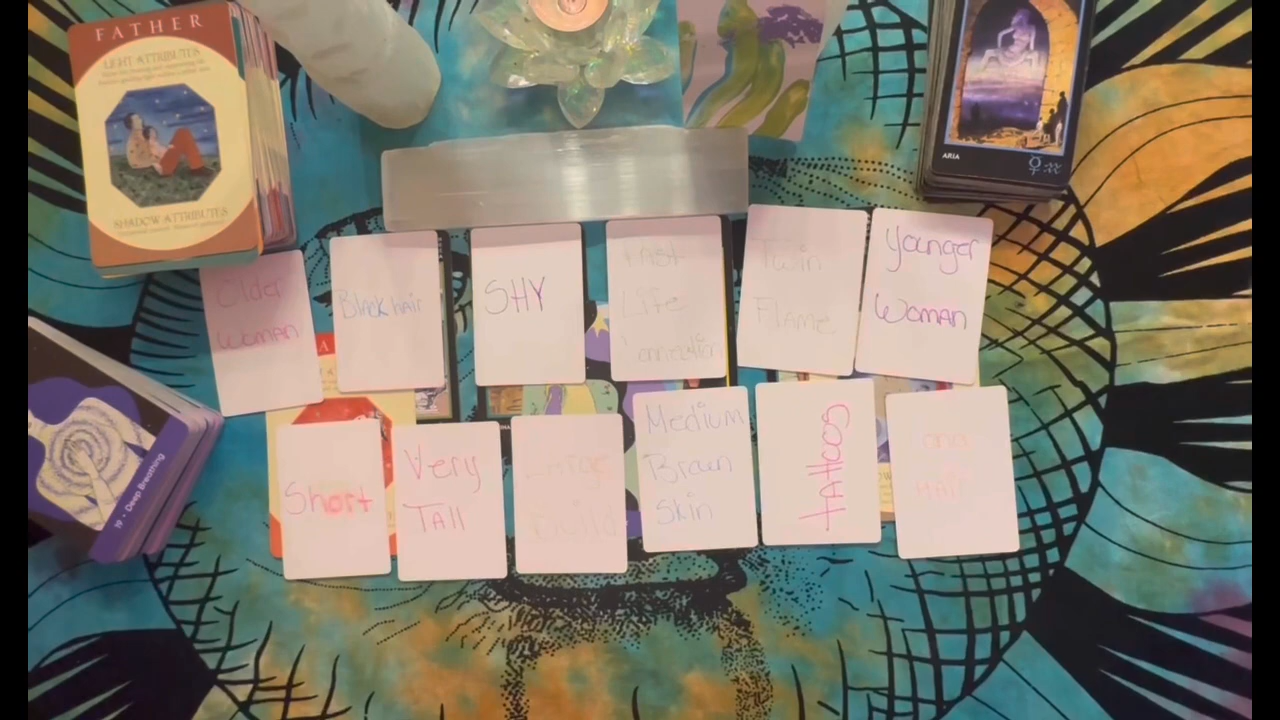 FATHER
LIGHT ATTRIBUTES
SHADOW ATTRIBUTES
ARIA
19 • Deep Breathing
Older
Woman
Black hair
SHY
Past
Life
Connection
Twin
Flame
Younger
Woman
Short
Very
Tall
Large
Build
Medium
Brown
Skin
tattoos
Long
Hair